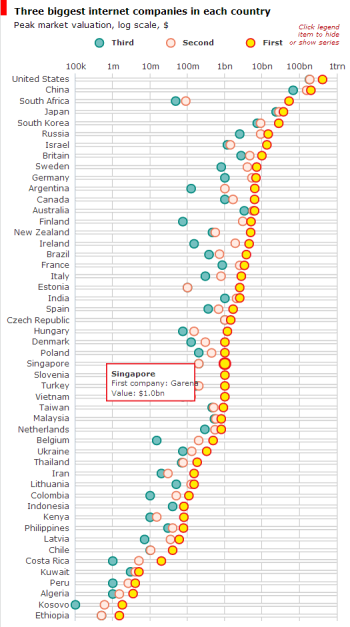 Three biggest internet companies in each country
Peak market valuation, log scale, $
Click legend
item to hide
or show series
Third Second First
100k 1m 10m 100m 1bn 10bn 100bn 1trn
United States
China
South Africa
Japan
South Korea
Russia
Israel
Britain
Sweden
Germany
Argentina
Canada
Australia
Finland
New Zealand
Ireland
Brazil
France
Italy
Estonia
India
Spain
Czech Republic
Hungary
Denmark
Poland
Singapore
Slovenia
Turkey
Vietnam
Singapore
First company: Garena
Value: $1.0bn
Taiwan
Malaysia
Netherlands
Belgium
Ukraine
Thailand
Iran
Lithuania
Colombia
Indonesia
Kenya
Philippines
Latvia
Chile
Costa Rica
Kuwait
Peru
Algeria
Kosovo
Ethiopia